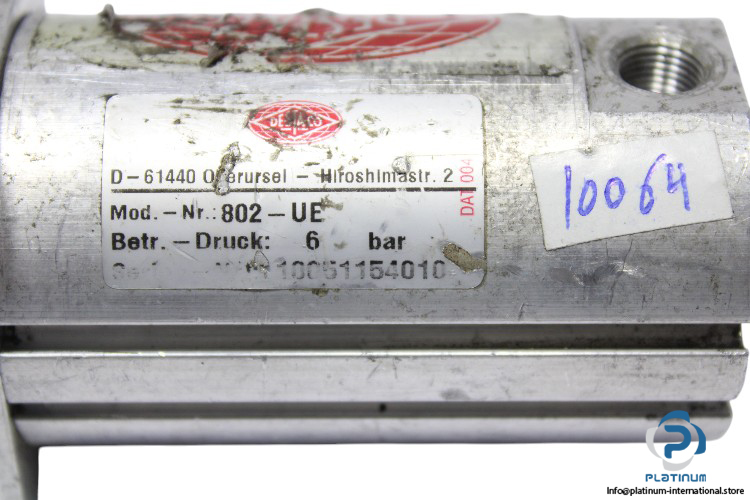 DE-STA-CO
D-61440 Oberursel - Hiroshimastr. 2
DAT 004
Mod.-Nr.: 802-UE
Betr.-Druck: 6 bar
10051154010
10064
PLATINUM
Info@platinum-international.store